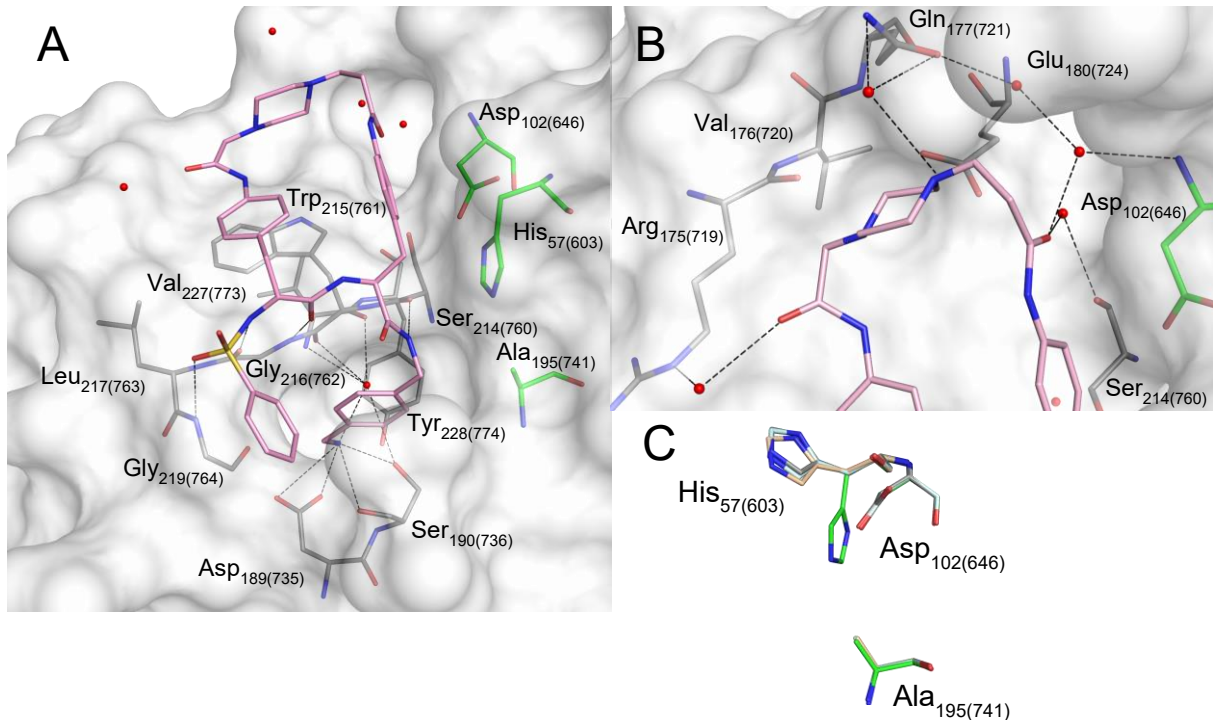 A
Asp102(646)
Trp215(761)
His57(603)
Val227(773)
Ser214(760)
Leu217(763)
Gly216(762)
Ala195(741)
Tyr228(774)
Gly219(764)
Ser190(736)
Asp189(735)
B
Gln177(721)
Glu180(724)
Val176(720)
Asp102(646)
Arg175(719)
Ser214(760)
C
His57(603)
Asp102(646)
Ala195(741)